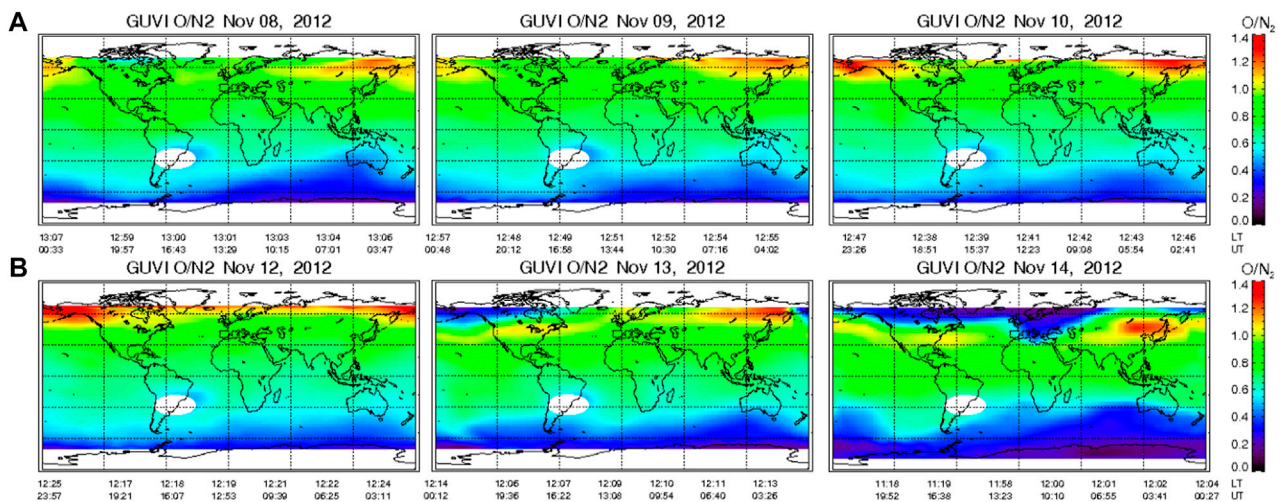 A
GUVI O/N2 Nov 08, 2012
GUVI O/N2 Nov 09, 2012
GUVI O/N2 Nov 10, 2012
O/N2
1.4
1.2
1.0
0.8
0.6
0.4
0.2
0.0
13:07 12:59 13:00 13:01 13:03 13:04 13:06
00:33 19:57 16:43 13:29 10:15 07:01 03:47
12:57 12:48 12:49 12:51 12:52 12:54 12:55
00:48 20:12 16:58 13:44 10:30 07:16 04:02
12:47 12:38 12:39 12:41 12:42 12:44 12:46 LT
23:26 18:51 15:37 12:23 09:08 05:54 02:41 UT
B
GUVI O/N2 Nov 12, 2012
GUVI O/N2 Nov 13, 2012
GUVI O/N2 Nov 14, 2012
O/N2
1.4
1.2
1.0
0.8
0.6
0.4
0.2
0.0
12:25 12:17 12:18 12:19 12:21 12:22 12:24
23:57 19:21 16:07 12:53 09:39 06:25 03:11
12:14 12:06 12:07 12:09 12:10 12:11 12:13
00:12 19:36 16:22 13:08 09:54 06:40 03:26
11:18 11:19 11:58 12:00 12:01 12:02 12:04 LT
19:52 16:38 13:23 10:10 06:55 03:41 00:27 UT